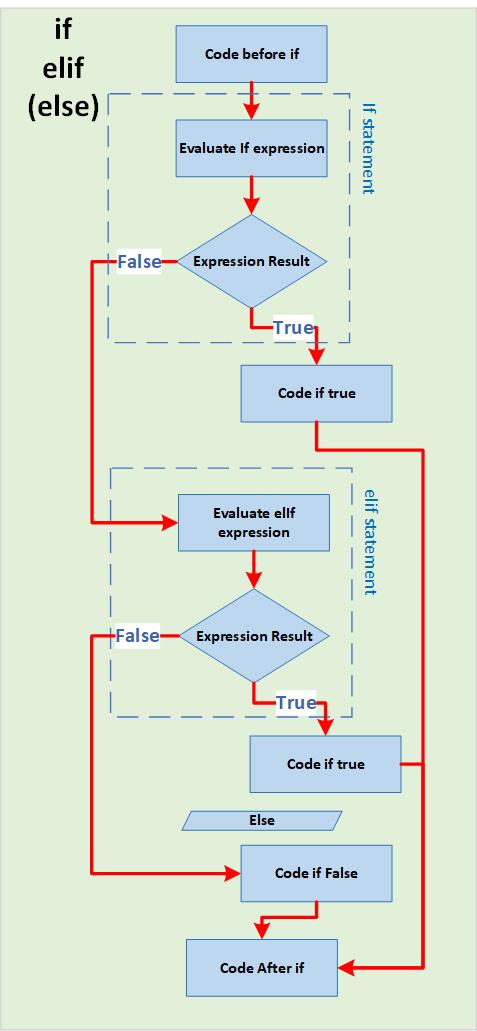 if
elif
(else)
Code before if
If statement
Evaluate If expression
Expression Result
False
True
Code if true
elif statement
Evaluate elIf
expression
Expression Result
False
True
Code if true
Else
Code if False
Code After if